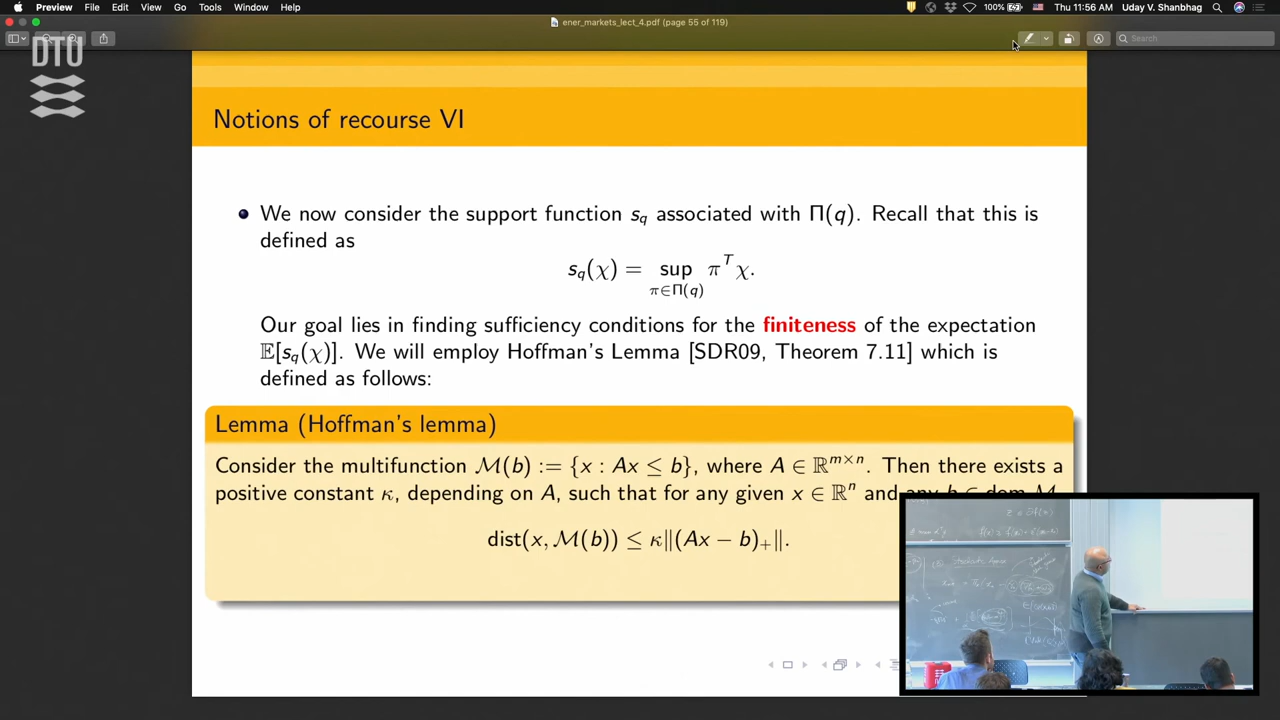 Preview File Edit View Go Tools Window Help
100% Thu 11:56 AM Uday V. Shanbhag
ener_markets_lect_4.pdf (page 55 of 119)
Search
DTU
Notions of recourse VI
We now consider the support function s_q associated with Π(q). Recall that this is
defined as
s_q(χ) = sup π^T χ.
π∈Π(q)
Our goal lies in finding sufficiency conditions for the finiteness of the expectation
𝔼[s_q(χ)]. We will employ Hoffman's Lemma [SDR09, Theorem 7.11] which is
defined as follows:
Lemma (Hoffman's lemma)
Consider the multifunction ℳ(b) := {x : Ax ≤ b}, where A ∈ ℝ^{m×n}. Then there exists a
positive constant κ, depending on A, such that for any given x ∈ ℝ^n and any b ∈ dom ℳ
dist(x, ℳ(b)) ≤ κ‖(Ax − b)_+‖.